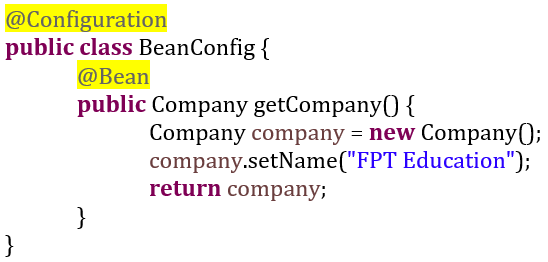 @Configuration
public class BeanConfig {
@Bean
public Company getCompany() {
Company company = new Company();
company.setName("FPT Education");
return company;
}
}